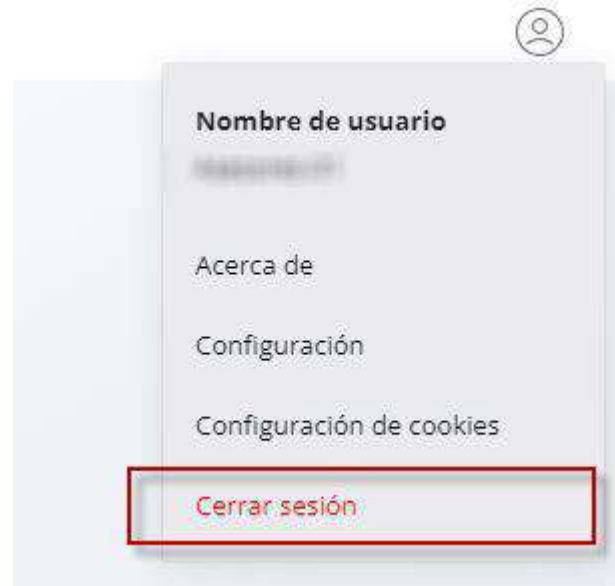 Nombre de usuario
Acerca de
Configuración
Configuración de cookies
Cerrar sesión